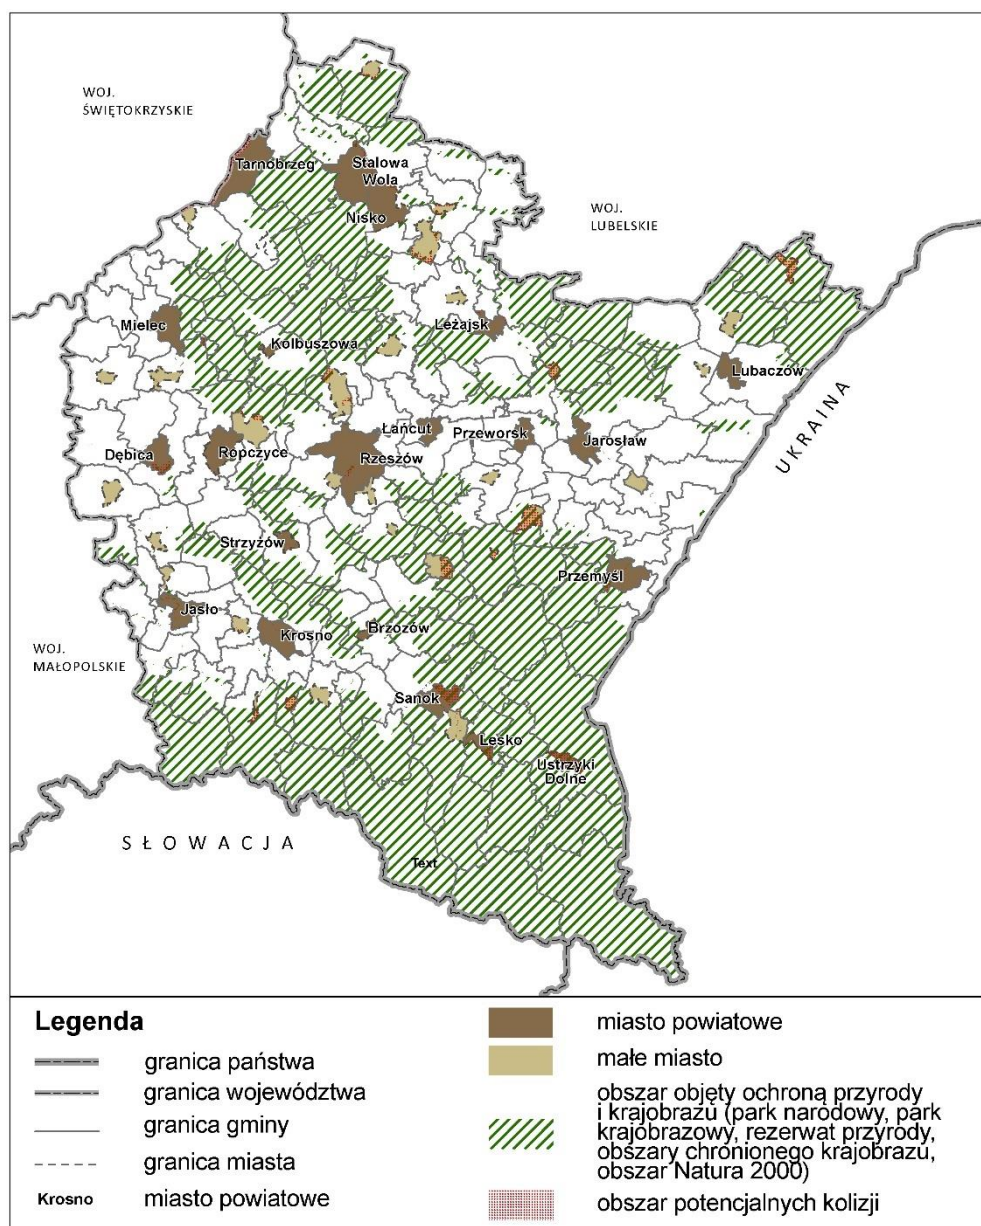 WOJ.
ŚWIĘTOKRZYSKIE
Tarnobrzeg
Stalowa
Wola
WOJ.
LUBELSKIE
Nisko
Mielec
Leżajsk
Kolbuszowa
Lubaczów
UKRAINA
Łańcut
Przeworsk
Jarosław
Dębica
Ropczyce
Rzeszów
Strzyżów
Przemyśl
Jasło
Krosno
Brzozów
WOJ.
MAŁOPOLSKIE
Sanok
Lesko
Ustrzyki
Dolne
SŁOWACJA
Text
Legenda
granica państwa
granica województwa
granica gminy
granica miasta
Krosno miasto powiatowe
miasto powiatowe
małe miasto
obszar objęty ochroną przyrody
i krajobrazu (park narodowy, park
krajobrazowy, rezerwat przyrody,
obszary chrónionego krajobrazu,
obszar Natura 2000)
obszar potencjalnych kolizji